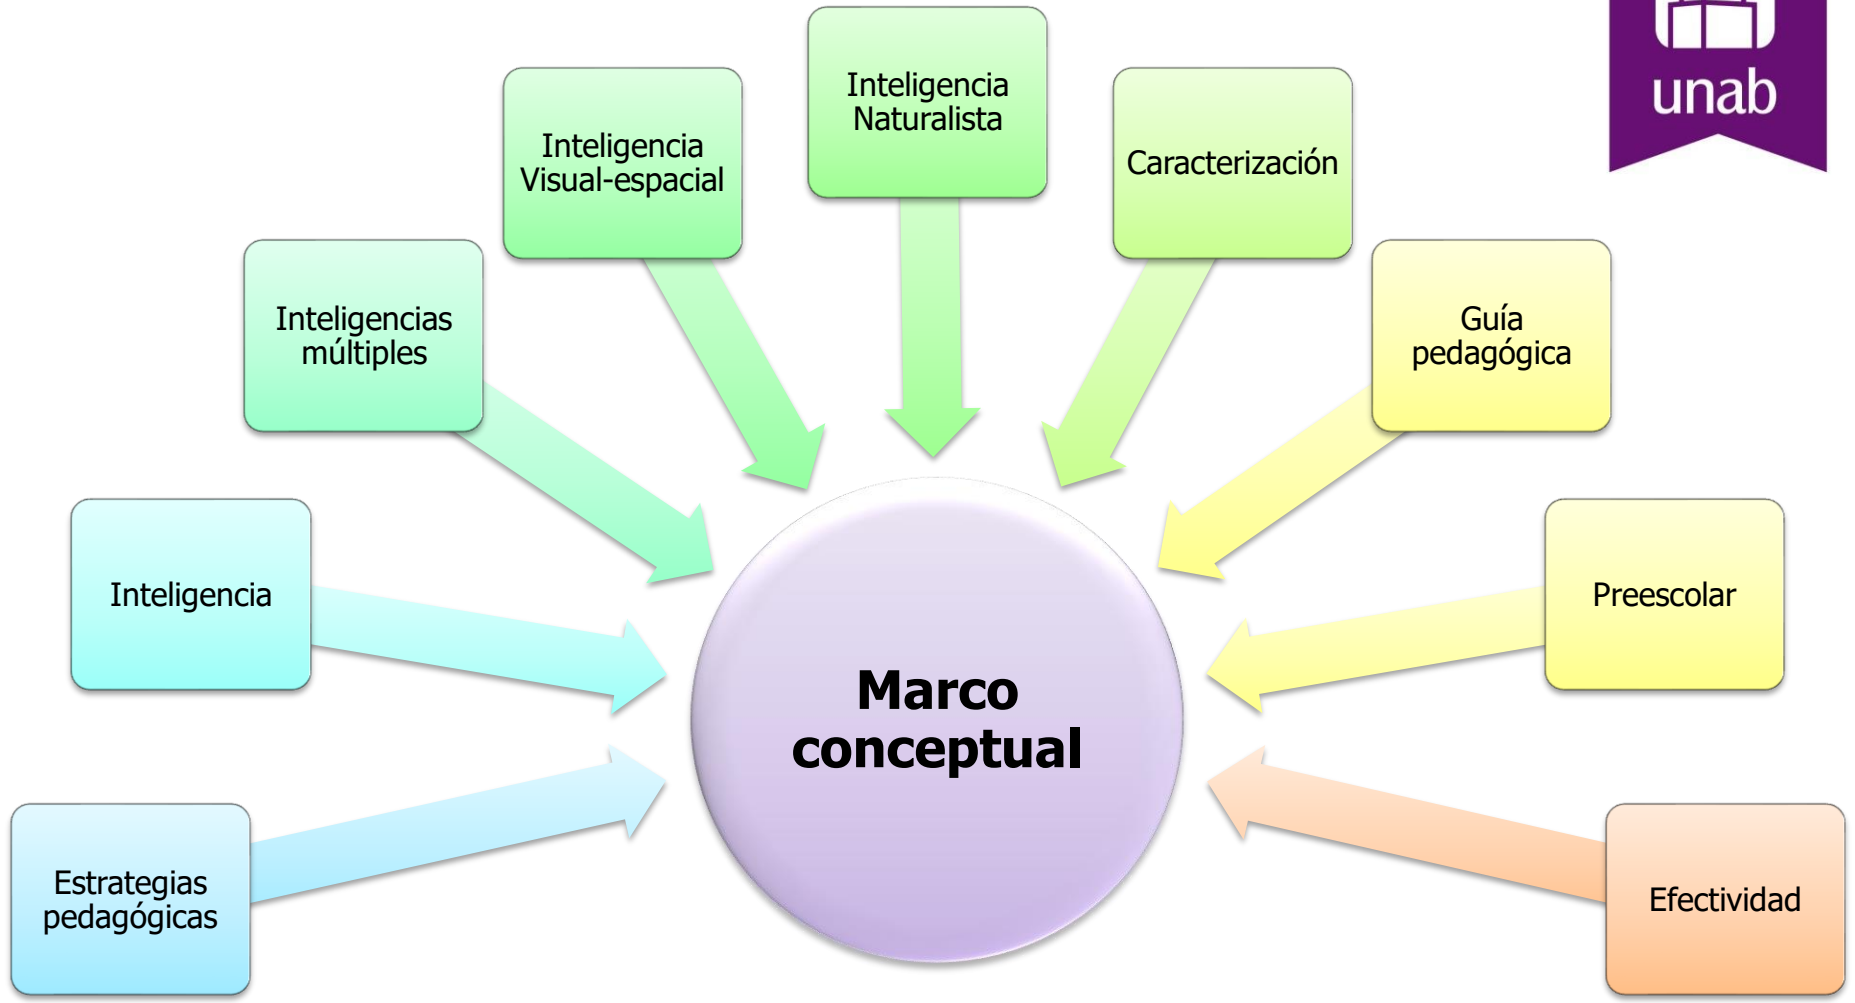 Inteligencia
Naturalista
unab
Inteligencia
Visual-espacial
Caracterización
Inteligencias
múltiples
Guía
pedagógica
Inteligencia
Preescolar
Marco
conceptual
Estrategias
pedagógicas
Efectividad